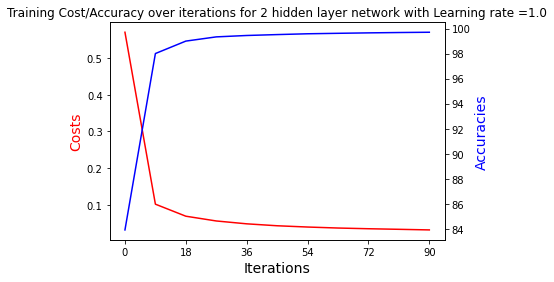 Training Cost/Accuracy over iterations for 2 hidden layer network with Learning rate =1.0
Costs
0.5
0.4
0.3
0.2
0.1
100
98
96
94
92
90
88
86
84
Accuracies
0 18 36 54 72 90
Iterations